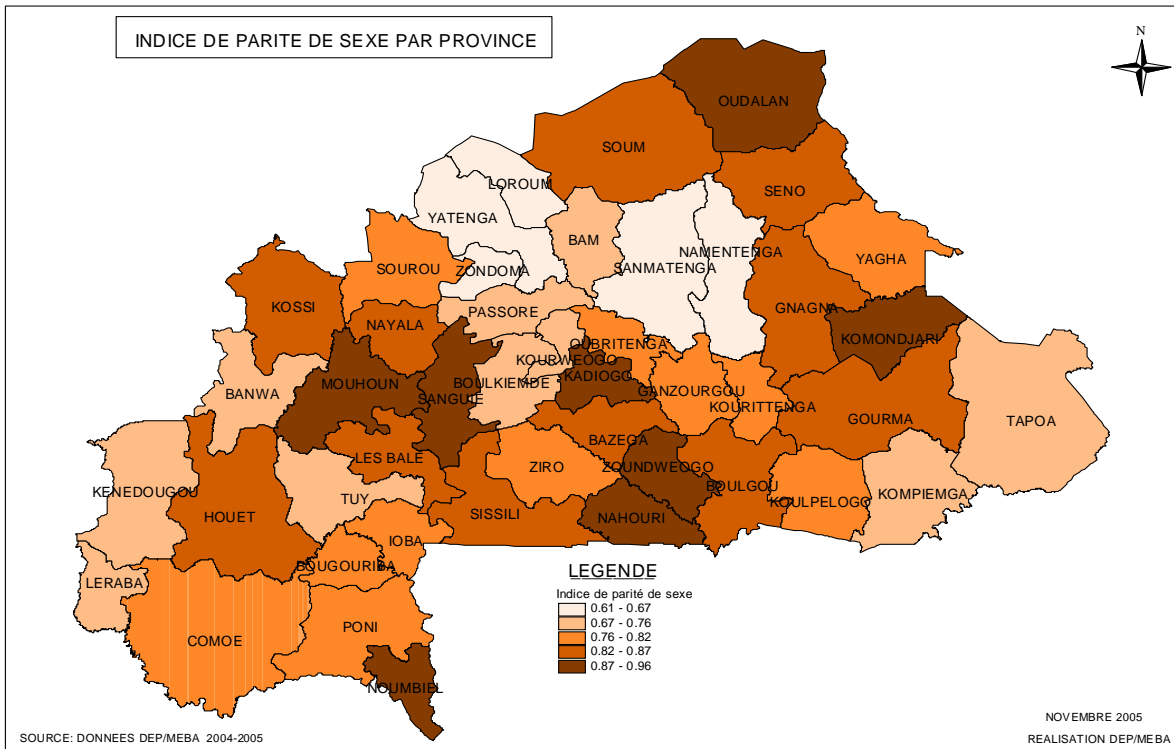 INDICE DE PARITE DE SEXE PAR PROVINCE
N
OUDALAN
SOUM
LOROUM
SENO
YATENGA
BAM
NAMENTENGA
YAGHA
SOUROU
ZONDOMA
SANMATENGA
KOSSI
PASSORE
GNAGNA
NAYALA
KOMONDJARI
OUBRITENGA
KOURWEOGO
MOUHOUN
BOULKIEMDE
KADIOGO
BANWA
SANGUIE
GANZOURGOU
KOURITTENGA
GOURMA
TAPOA
BAZEGA
LES BALE
ZIRO
ZOUNDWEOGO
KENEDOUGOU
TUY
BOULGOU
KOMPIEMGA
KOULPELOGO
HOUET
SISSILI
NAHOURI
IOBA
BOUGOURIBA
LERABA
COMOE
PONI
NOUMBIEL
LEGENDE
Indice de parité de sexe
0.61 - 0.67
0.67 - 0.76
0.76 - 0.82
0.82 - 0.87
0.87 - 0.96
NOVEMBRE 2005
SOURCE: DONNEES DEP/MEBA 2004-2005
REALISATION DEP/MEBA